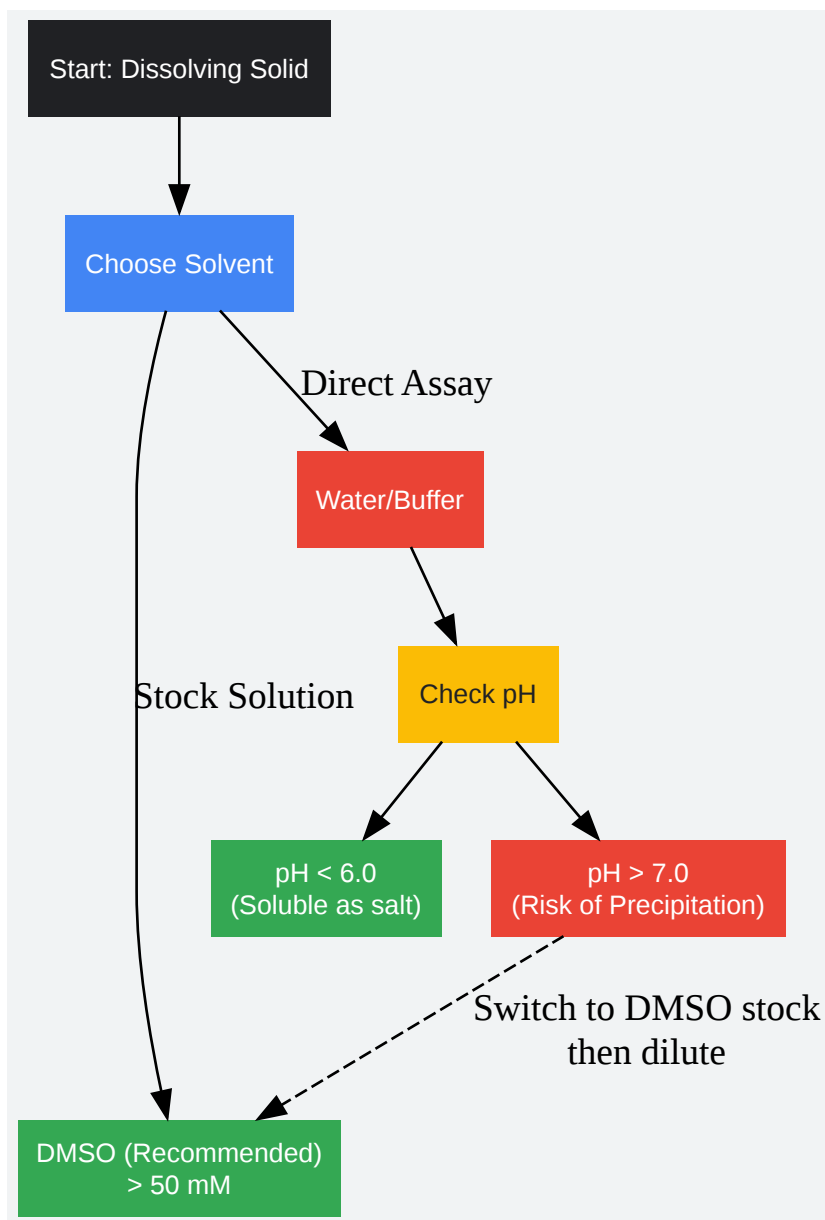 Start: Dissolving Solid
Choose Solvent
Direct Assay
Water/Buffer
Stock Solution
Check pH
pH < 6.0
(Soluble as salt)
pH > 7.0
(Risk of Precipitation)
Switch to DMSO stock
then dilute
DMSO (Recommended)
> 50 mM